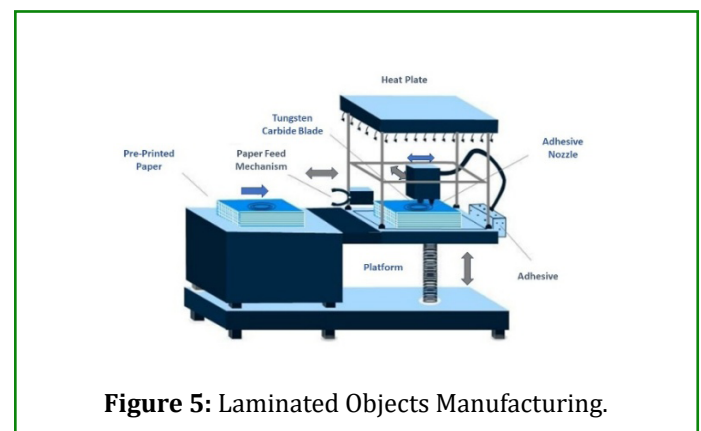 Heat Plate
Tungsten
Carbide Blade
Adhesive
Nozzle
Pre-Printed
Paper
Paper Feed
Mechanism
Platform
Adhesive
Figure 5: Laminated Objects Manufacturing.